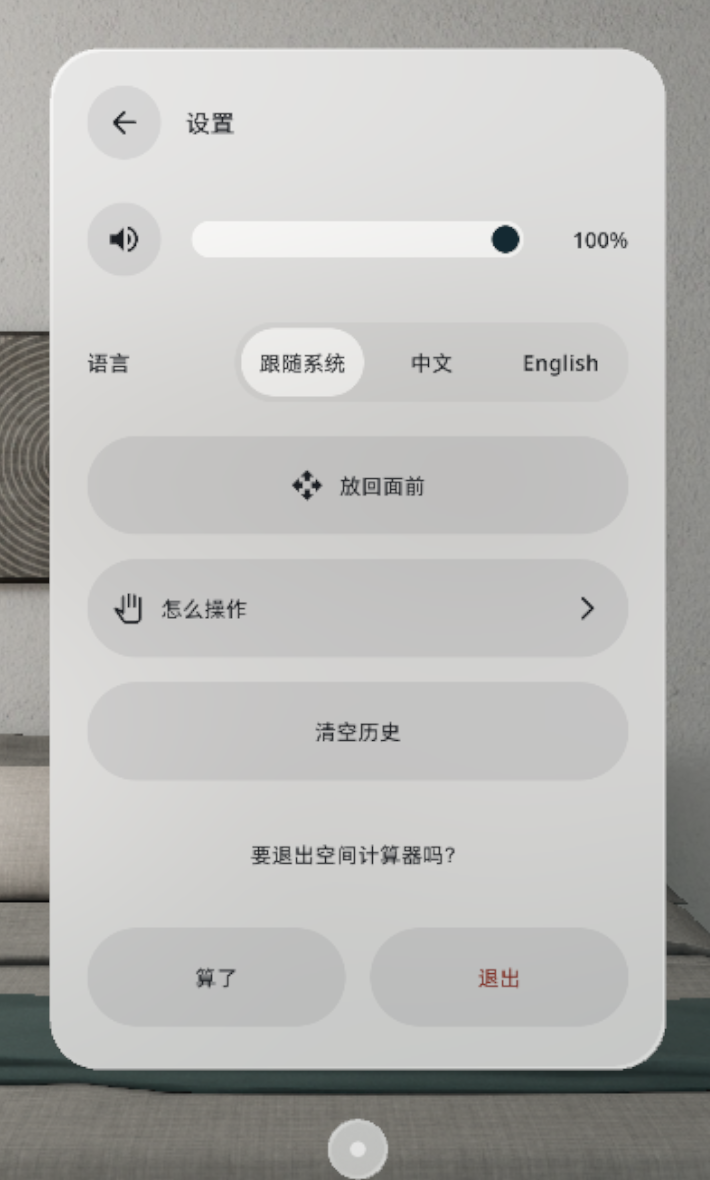 设置
100%
语言 跟随系统 中文 English
放回面前
怎么操作
清空历史
要退出空间计算器吗?
算了 退出